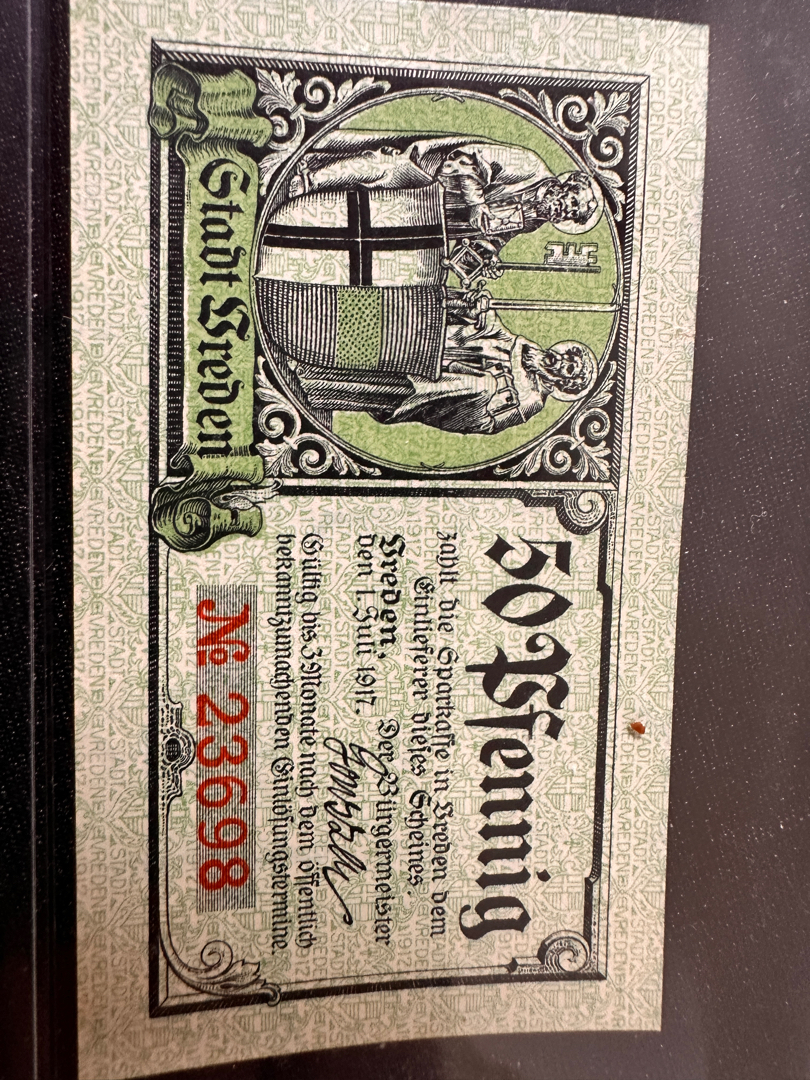 Stadt Vreden
50 Pfennig
zahlt die Sparkasse in Vreden dem
Einlieferer dieses Scheines.
Vreden,
den 1. Juli 1917.
Der Bürgermeister
Gültig bis 3 Monate nach dem öffentlich
bekanntzumachenden Einlösungstermine.
№ 23698